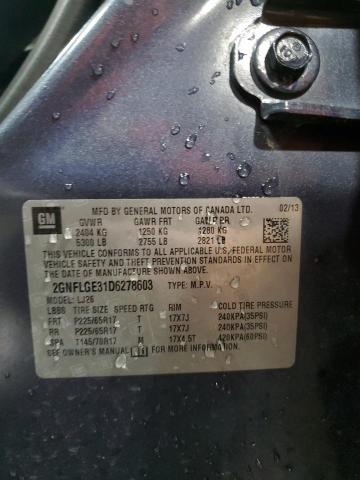 GM
MFD BY GENERAL MOTORS OF CANADA LTD. 02/13
GVWR GAWR FRT GAWR RR
2404 KG 1250 KG 1280 KG
5300 LB 2755 LB 2821 LB
THIS VEHICLE CONFORMS TO ALL APPLICABLE U.S. FEDERAL MOTOR
VEHICLE SAFETY AND THEFT PREVENTION STANDARDS IN EFFECT
ON THE DATE OF MANUFACTURE SHOWN ABOVE.
2GNFLGE31D6278603 TYPE: M.P.V.
MODEL: LJ26
TIRE SIZE SPEED RTG RIM COLD TIRE PRESSURE
FRT P225/65R17 T 17X7J 240KPA(35PSI)
RR P225/65R17 T 17X7J 240KPA(35PSI)
SPA T145/70R17 M 17X4.5T 420KPA(60PSI)
SEE OWNER'S MANUAL